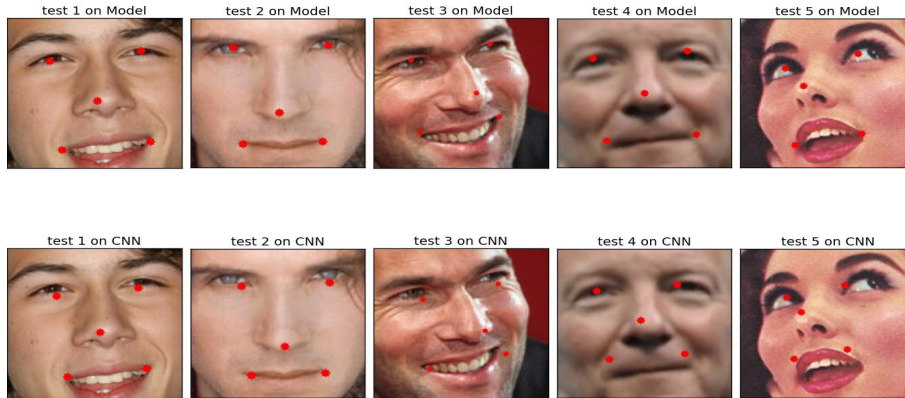 test 1 on Model
test 2 on Model
test 3 on Model
test 4 on Model
test 5 on Model
test 1 on CNN
test 2 on CNN
test 3 on CNN
test 4 on CNN
test 5 on CNN